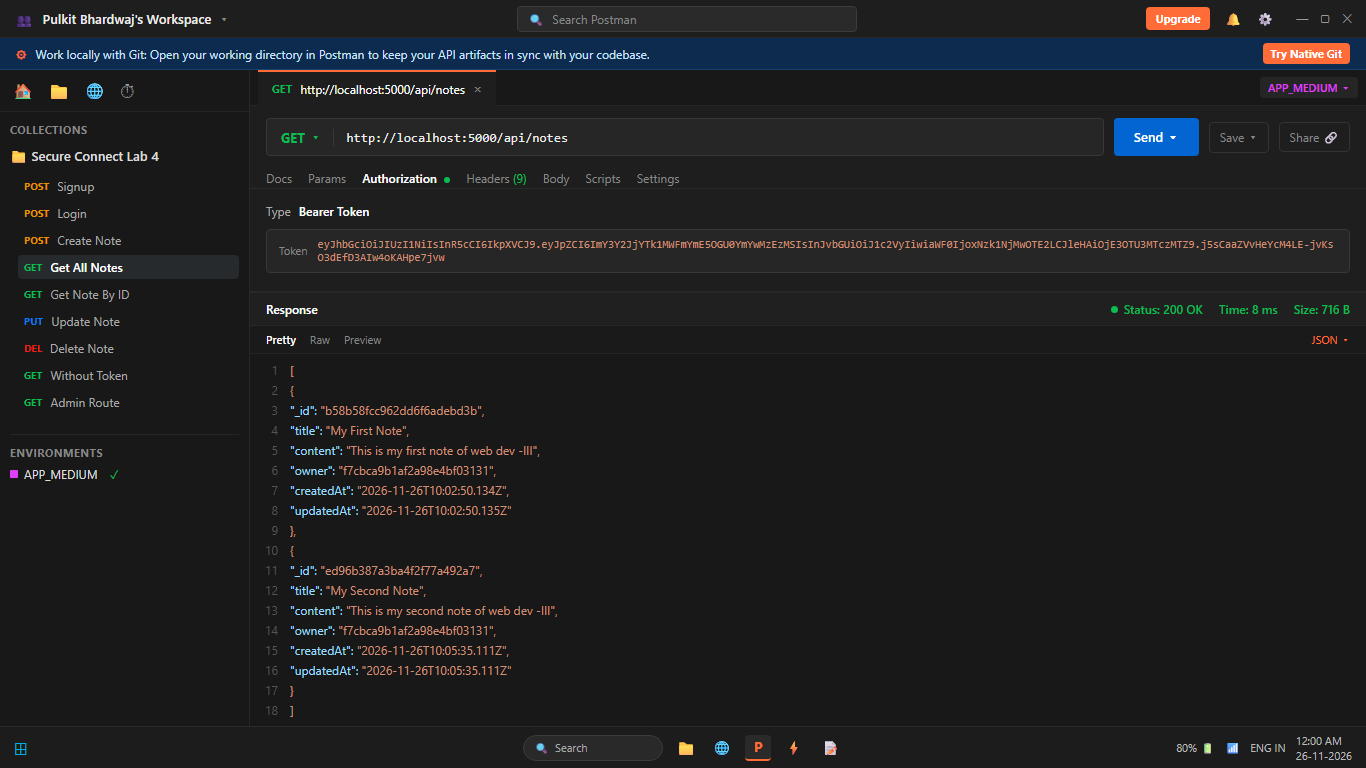 Pulkit Bhardwaj's Workspace
Search Postman
Upgrade
Work locally with Git: Open your working directory in Postman to keep your API artifacts in sync with your codebase.
Try Native Git
GET http://localhost:5000/api/notes ×
APP_MEDIUM
COLLECTIONS
Secure Connect Lab 4
POST Signup
POST Login
POST Create Note
GET Get All Notes
GET Get Note By ID
PUT Update Note
DEL Delete Note
GET Without Token
GET Admin Route
ENVIRONMENTS
APP_MEDIUM ✓
GET http://localhost:5000/api/notes
Send
Save
Share
Docs Params Authorization Headers (9) Body Scripts Settings
Type Bearer Token
Token eyJhbGciOiJIUzI1NiIsInR5cCI6IkpXVCJ9.eyJpZCI6ImY3Y2JjYTk1MWFmYmE5OGU0YmYwMzEzMSIsInJvbGUiOiJ1c2VyIiwiaWF0IjoxNzk1NjMwOTE2LCJleHAiOjE3OTU3MTczMTZ9.j5sCaaZVvHeYcM4LE-jvKs
O3dEfD3AIw4oKAHpe7jvw
Response
Status: 200 OK Time: 8 ms Size: 716 B
Pretty Raw Preview
JSON
1 [
2 {
3 "_id": "b58b58fcc962dd6f6adebd3b",
4 "title": "My First Note",
5 "content": "This is my first note of web dev -III",
6 "owner": "f7cbca9b1af2a98e4bf03131",
7 "createdAt": "2026-11-26T10:02:50.134Z",
8 "updatedAt": "2026-11-26T10:02:50.135Z"
9 },
10 {
11 "_id": "ed96b387a3ba4f2f77a492a7",
12 "title": "My Second Note",
13 "content": "This is my second note of web dev -III",
14 "owner": "f7cbca9b1af2a98e4bf03131",
15 "createdAt": "2026-11-26T10:05:35.111Z",
16 "updatedAt": "2026-11-26T10:05:35.111Z"
17 }
18 ]
Search
P
80%
ENG IN
12:00 AM
26-11-2026